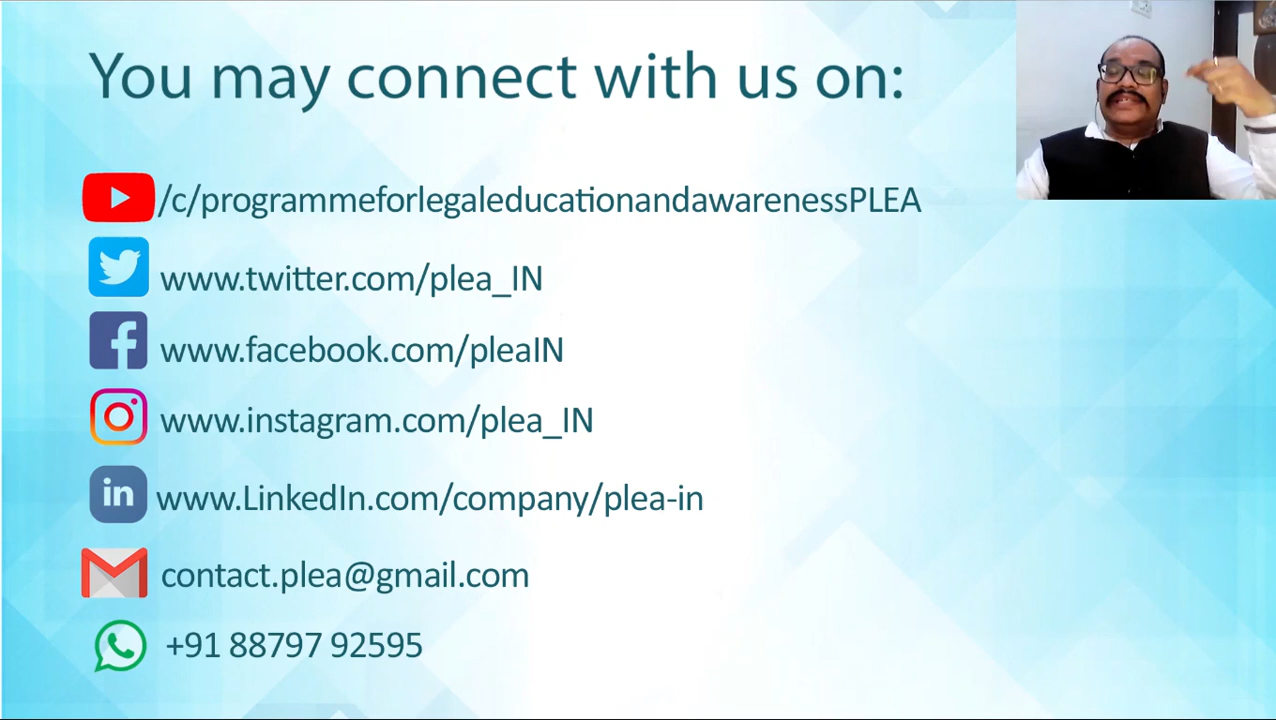 You may connect with us on:
/c/programmeforlegaleducationandawarenessPLEA
www.twitter.com/plea_IN
www.facebook.com/pleaIN
www.instagram.com/plea_IN
in www.LinkedIn.com/company/plea-in
contact.plea@gmail.com
+91 88797 92595